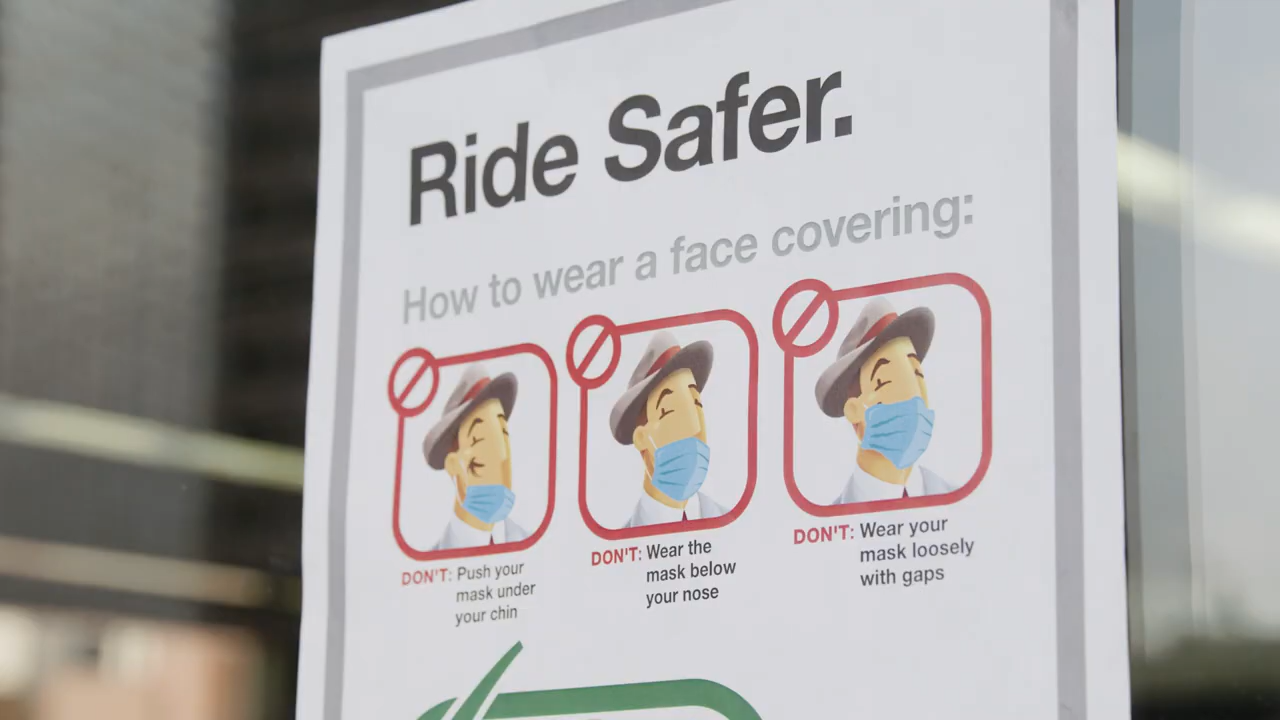 Ride Safer.
How to wear a face covering:
DON'T: Push your
mask under
your chin
DON'T: Wear the
mask below
your nose
DON'T: Wear your
mask loosely
with gaps